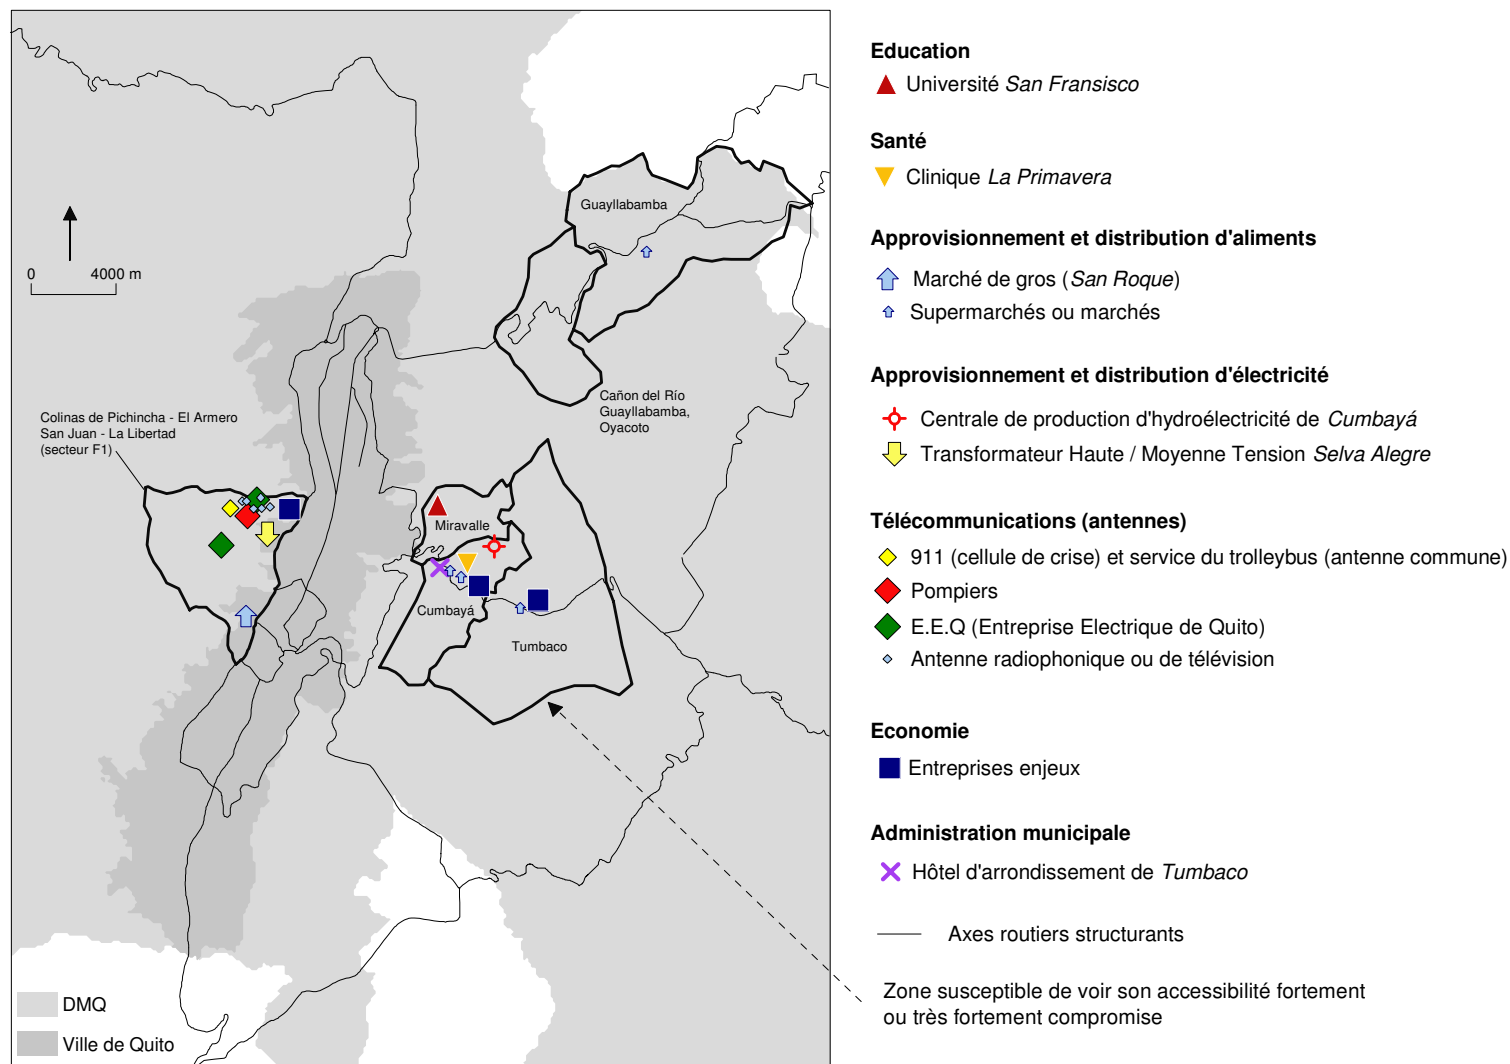 Guayllabamba
0
4000 m
Cañon del Río
Guayllabamba,
Oyacoto
Colinas de Pichincha - El Armero
San Juan - La Libertad
(secteur F1)
Miravalle
Cumbayá
Tumbaco
DMQ
Ville de Quito
Education
Université San Fransisco
Santé
Clinique La Primavera
Approvisionnement et distribution d'aliments
Marché de gros (San Roque)
Supermarchés ou marchés
Approvisionnement et distribution d'électricité
Centrale de production d'hydroélectricité de Cumbayá
Transformateur Haute / Moyenne Tension Selva Alegre
Télécommunications (antennes)
911 (cellule de crise) et service du trolleybus (antenne commune)
Pompiers
E.E.Q (Entreprise Electrique de Quito)
Antenne radiophonique ou de télévision
Economie
Entreprises enjeux
Administration municipale
Hôtel d'arrondissement de Tumbaco
Axes routiers structurants
Zone susceptible de voir son accessibilité fortement
ou très fortement compromise